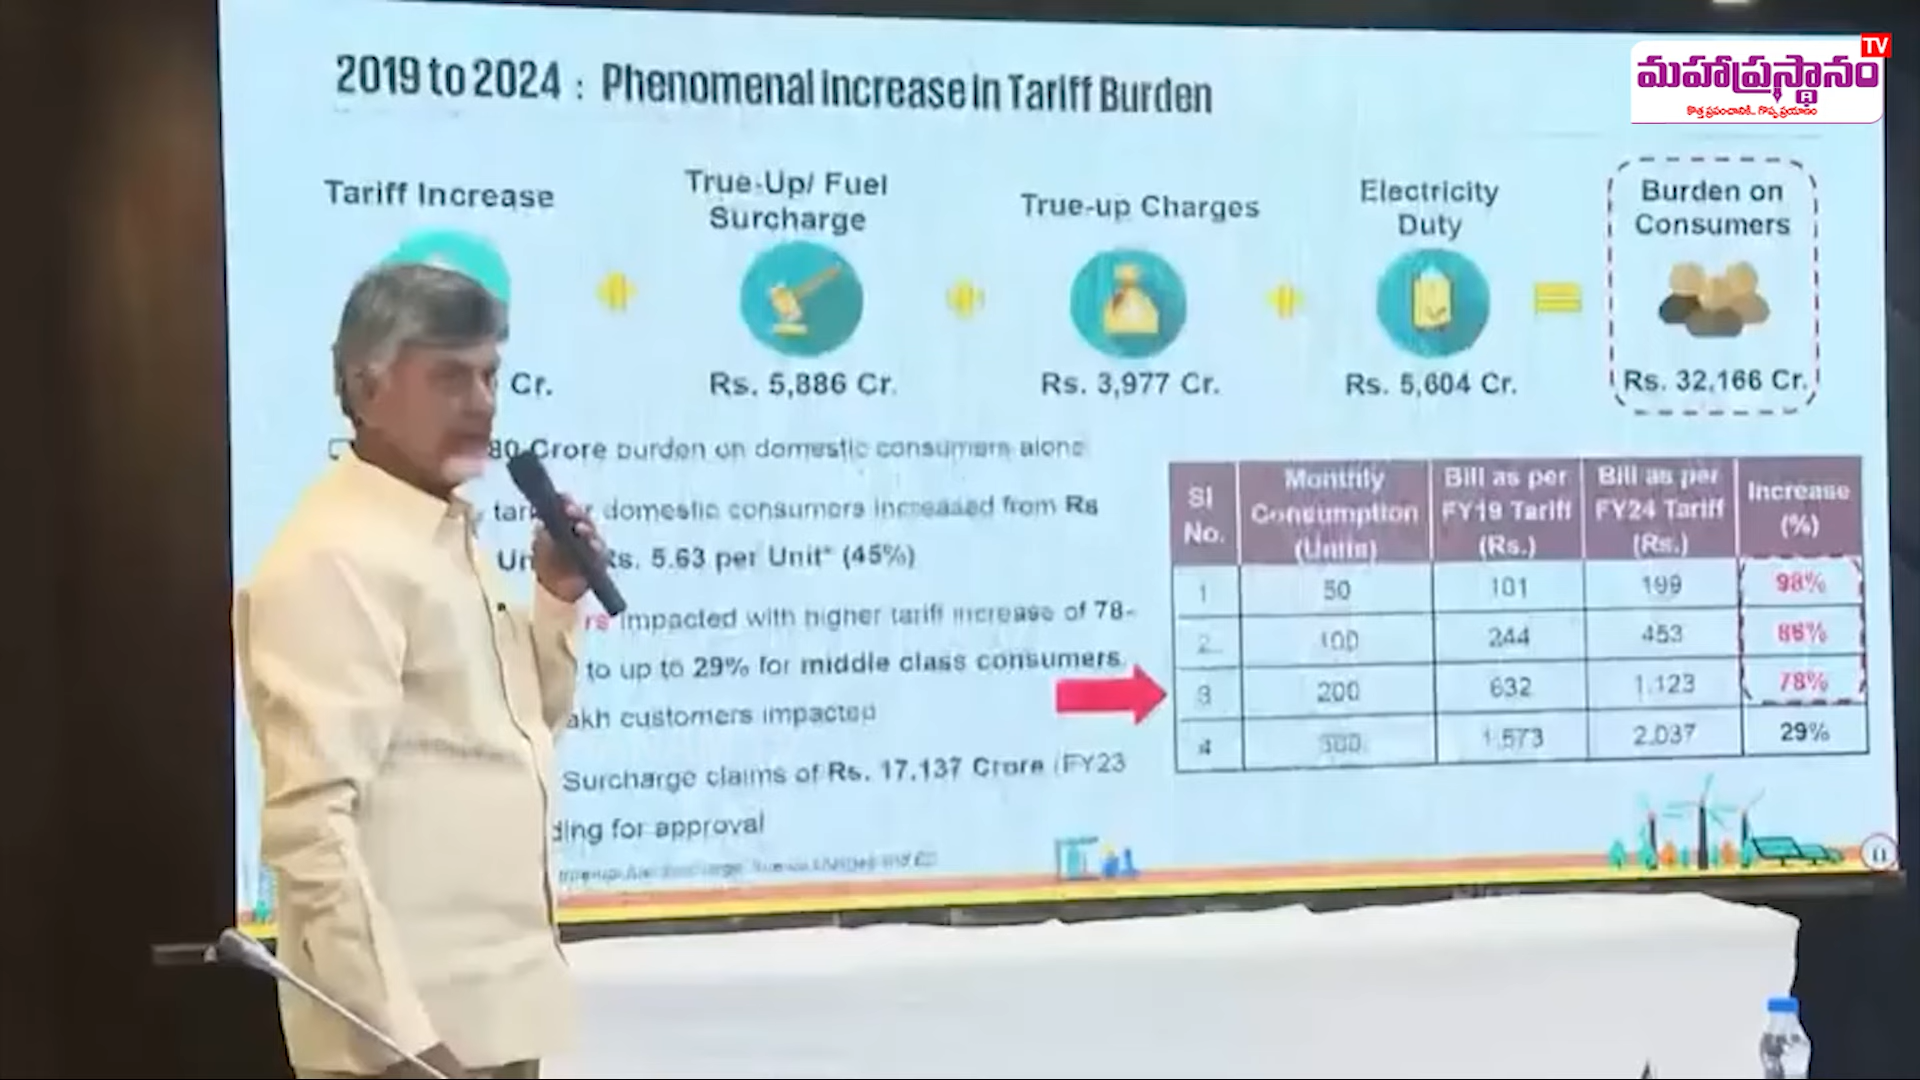 2019 to 2024 : Phenomenal Increase in Tariff Burden
TV
మహాప్రస్థానం
కొత్త ప్రపంచానికి.. గొప్ప ప్రయాణం
Tariff Increase
True-Up/ Fuel
Surcharge
True-up Charges
Electricity
Duty
Burden on
Consumers
Cr.
Rs. 5,886 Cr.
Rs. 3,977 Cr.
Rs. 5,604 Cr.
Rs. 32,166 Cr.
80 Crore burden on domestic consumers alone
domestic consumers increased from Rs
Rs. 5.63 per Unit* (45%)
impacted with higher tariff increase of 78-
to up to 29% for middle class consumers
customers impacted
Surcharge claims of Rs. 17,137 Crore (FY23
for approval
Sl No. Monthly Consumption (Units) Bill as per FY19 Tariff (Rs.) Bill as per FY24 Tariff (Rs.) Increase (%)
1 50 101 199 98%
2 100 244 453 86%
3 200 632 1,123 78%
4 300 1,573 2,037 29%
11